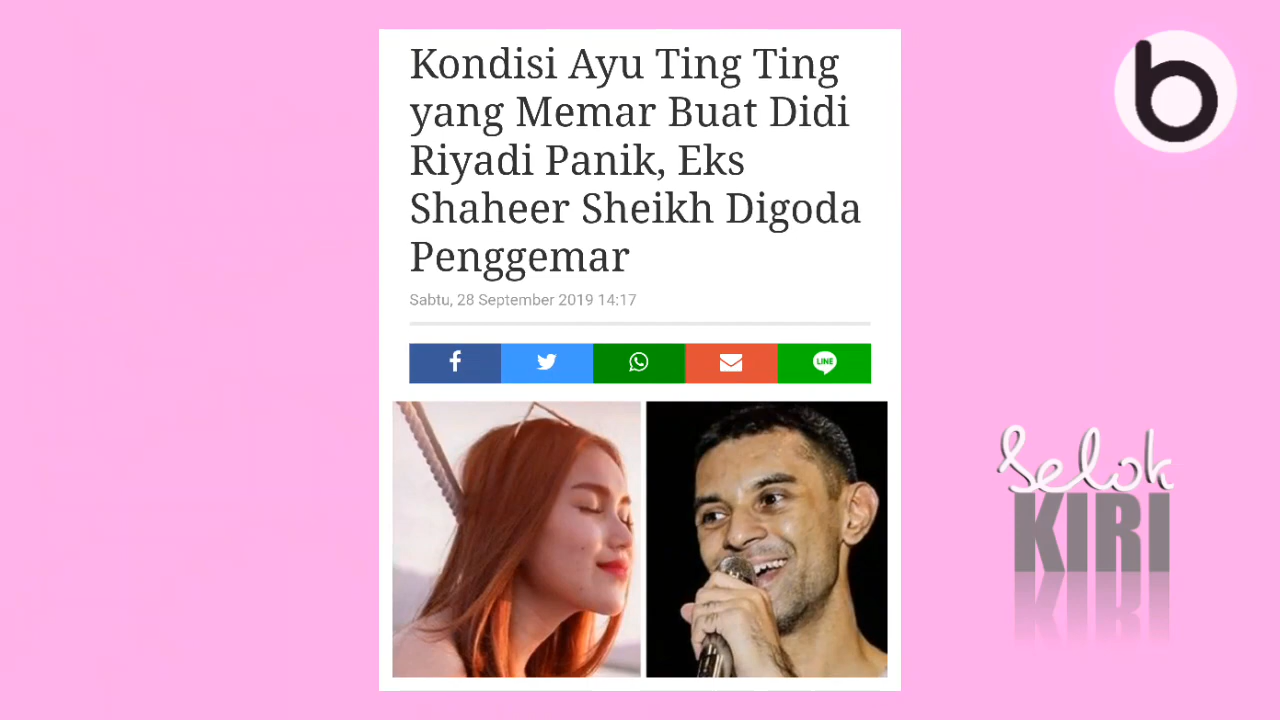 Kondisi Ayu Ting Ting
yang Memar Buat Didi
Riyadi Panik, Eks
Shaheer Sheikh Digoda
Penggemar
Sabtu, 28 September 2019 14:17
LINE
b
Belok
KIRI